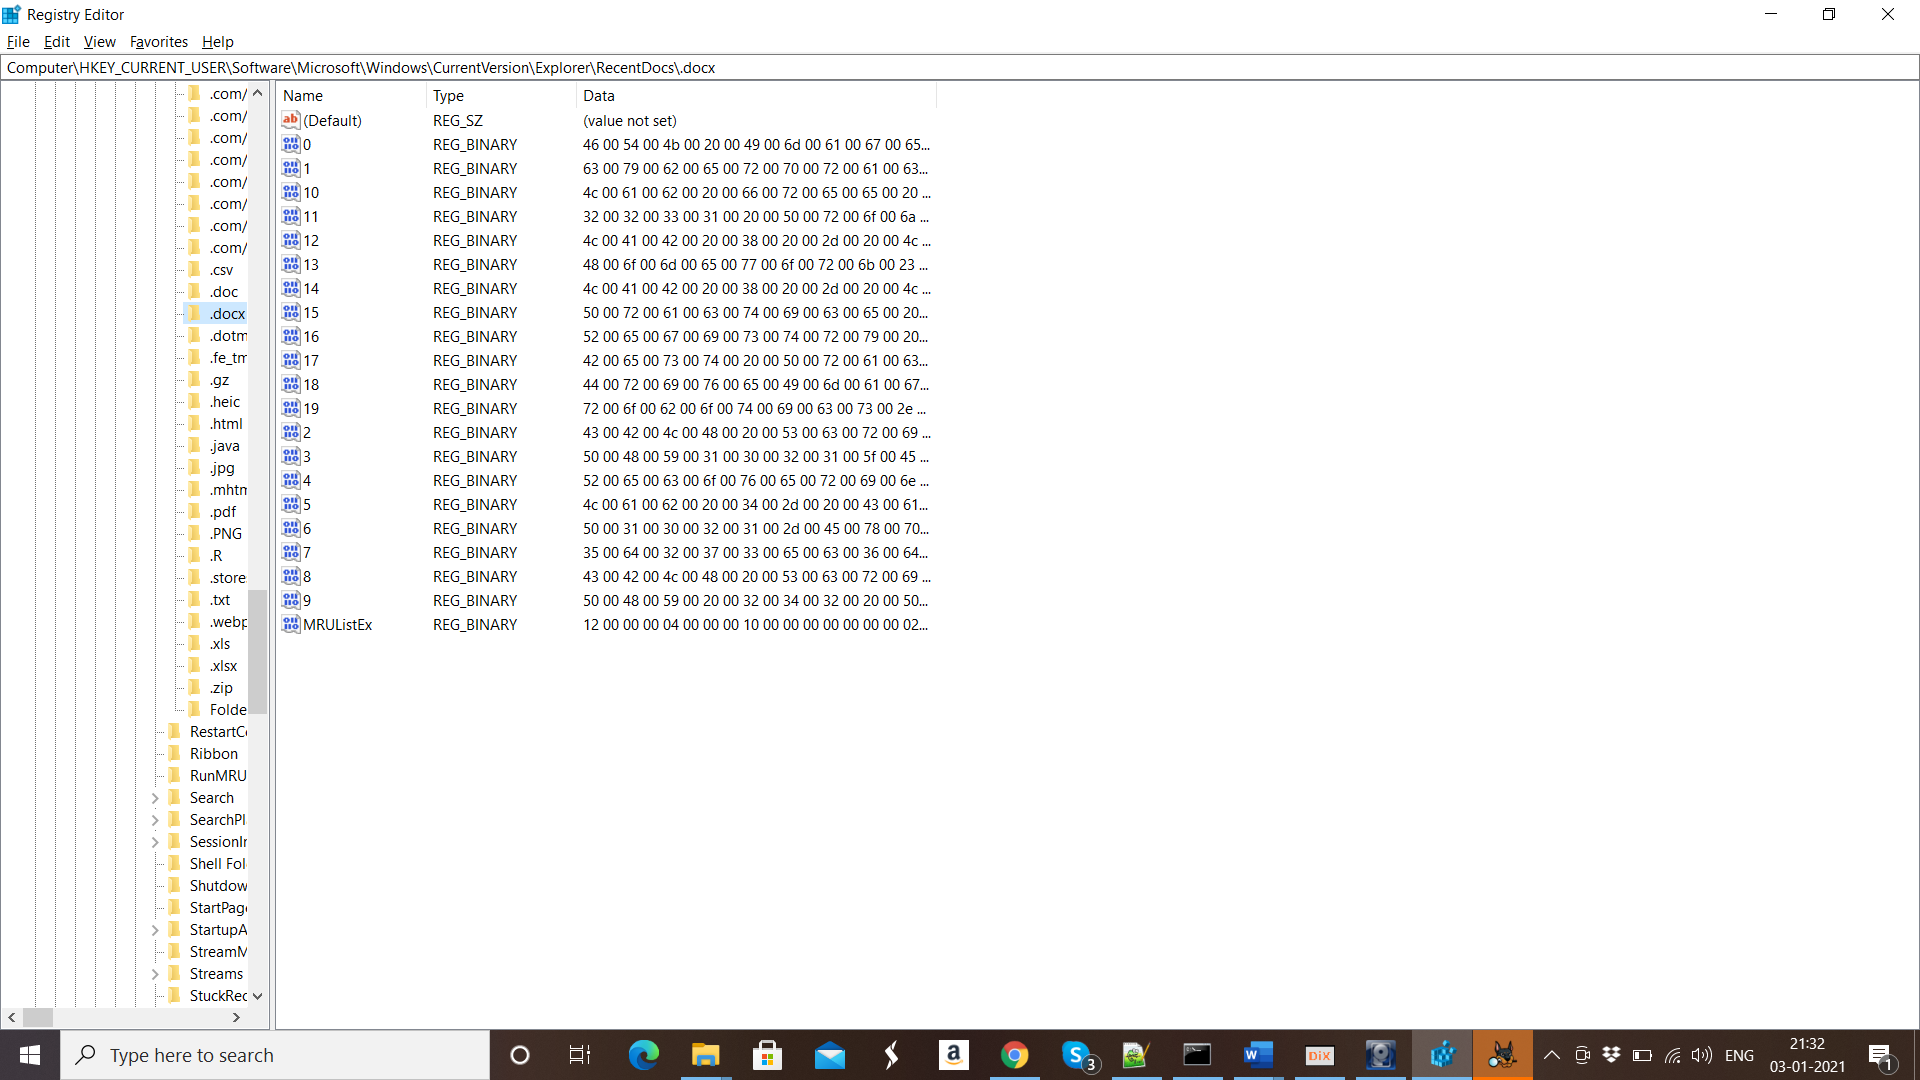 Registry Editor
File Edit View Favorites Help
Computer\HKEY_CURRENT_USER\Software\Microsoft\Windows\CurrentVersion\Explorer\RecentDocs\.docx
.com/
.com/
.com/
.com/
.com/
.com/
.com/
.com/
.csv
.doc
.docx
.dotm
.fe_tm
.gz
.heic
.html
.java
.jpg
.mhtm
.pdf
.PNG
.R
.store
.txt
.webp
.xls
.xlsx
.zip
Folde
RestartCo
Ribbon
RunMRU
Search
SearchPl
SessionIn
Shell Fol
Shutdow
StartPage
StartupA
StreamM
Streams
StuckRec
Name Type Data
(Default) REG_SZ (value not set)
0 REG_BINARY 46 00 54 00 4b 00 20 00 49 00 6d 00 61 00 67 00 65...
1 REG_BINARY 63 00 79 00 62 00 65 00 72 00 70 00 72 00 61 00 63...
10 REG_BINARY 4c 00 61 00 62 00 20 00 66 00 72 00 65 00 65 00 20 ...
11 REG_BINARY 32 00 32 00 33 00 31 00 20 00 50 00 72 00 6f 00 6a ...
12 REG_BINARY 4c 00 41 00 42 00 20 00 38 00 20 00 2d 00 20 00 4c ...
13 REG_BINARY 48 00 6f 00 6d 00 65 00 77 00 6f 00 72 00 6b 00 23 ...
14 REG_BINARY 4c 00 41 00 42 00 20 00 38 00 20 00 2d 00 20 00 4c ...
15 REG_BINARY 50 00 72 00 61 00 63 00 74 00 69 00 63 00 65 00 20...
16 REG_BINARY 52 00 65 00 67 00 69 00 73 00 74 00 72 00 79 00 20...
17 REG_BINARY 42 00 65 00 73 00 74 00 20 00 50 00 72 00 61 00 63...
18 REG_BINARY 44 00 72 00 69 00 76 00 65 00 49 00 6d 00 61 00 67...
19 REG_BINARY 72 00 6f 00 62 00 6f 00 74 00 69 00 63 00 73 00 2e ...
2 REG_BINARY 43 00 42 00 4c 00 48 00 20 00 53 00 63 00 72 00 69 ...
3 REG_BINARY 50 00 48 00 59 00 31 00 30 00 32 00 31 00 5f 00 45 ...
4 REG_BINARY 52 00 65 00 63 00 6f 00 76 00 65 00 72 00 69 00 6e ...
5 REG_BINARY 4c 00 61 00 62 00 20 00 34 00 2d 00 20 00 43 00 61...
6 REG_BINARY 50 00 31 00 30 00 32 00 31 00 2d 00 45 00 78 00 70...
7 REG_BINARY 35 00 64 00 32 00 37 00 33 00 65 00 63 00 36 00 64...
8 REG_BINARY 43 00 42 00 4c 00 48 00 20 00 53 00 63 00 72 00 69 ...
9 REG_BINARY 50 00 48 00 59 00 20 00 32 00 34 00 32 00 20 00 50...
MRUListEx REG_BINARY 12 00 00 00 04 00 00 00 10 00 00 00 00 00 00 00 02...
Type here to search
3
DiX
ENG
21:32
03-01-2021
1